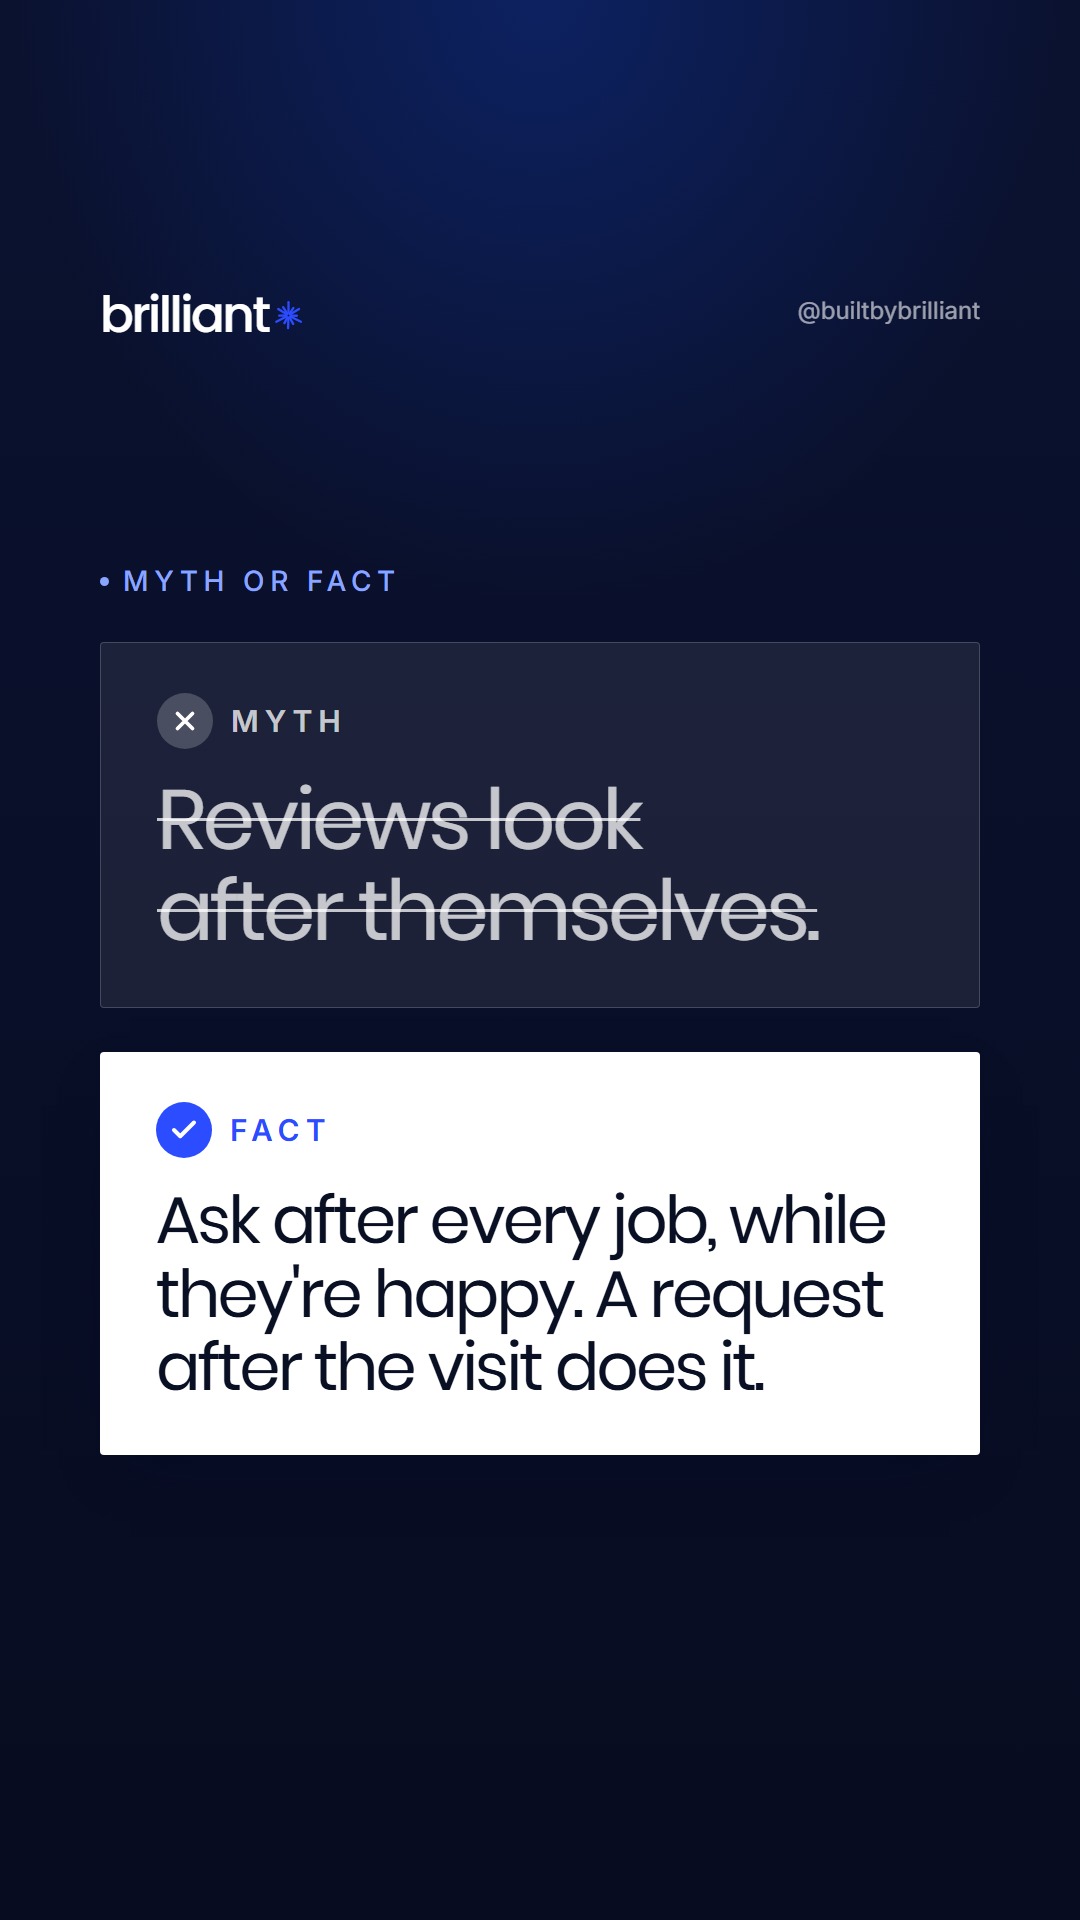 brilliant
@builtbybrilliant
MYTH OR FACT
MYTH
Reviews look
after themselves.
FACT
Ask after every job, while
they're happy. A request
after the visit does it.